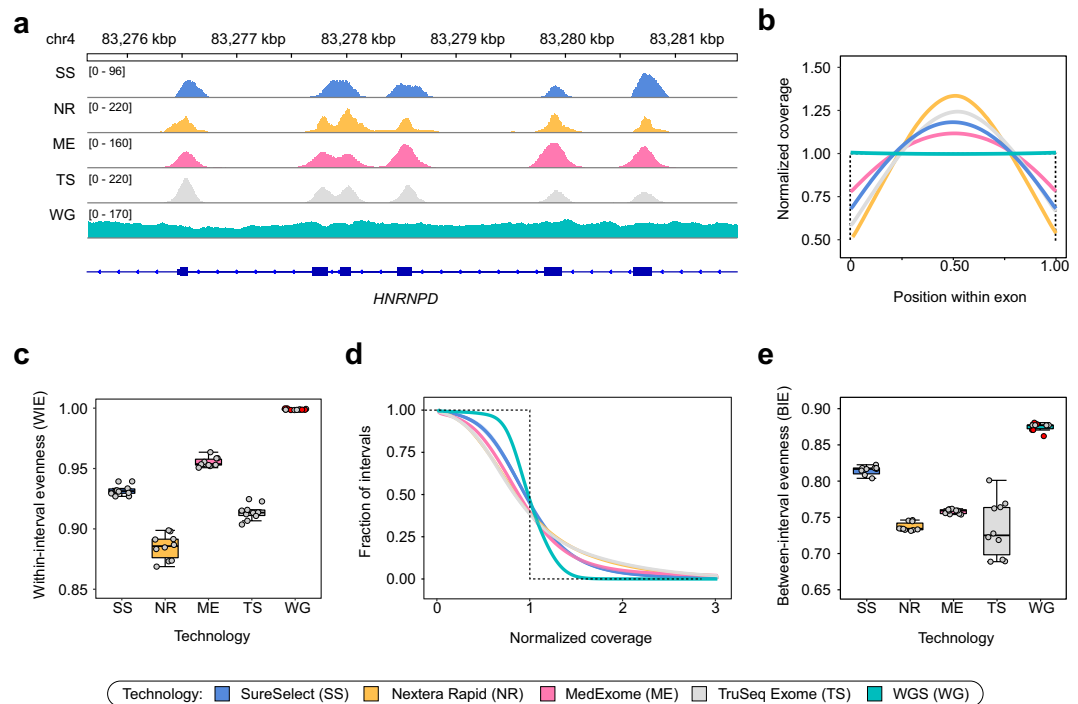 a
chr4 83,276 kbp 83,277 kbp 83,278 kbp 83,279 kbp 83,280 kbp 83,281 kbp
SS [0 - 96]
NR [0 - 220]
ME [0 - 160]
TS [0 - 220]
WG [0 - 170]
HNRNPD
b
Normalized coverage
1.50
1.25
1.00
0.75
0.50
0 0.50 1.00
Position within exon
c
Within-interval evenness (WIE)
1.00
0.95
0.90
0.85
SS NR ME TS WG
Technology
d
Fraction of intervals
1.00
0.75
0.50
0.25
0.00
0 1 2 3
Normalized coverage
e
Between-interval evenness (BIE)
0.90
0.85
0.80
0.75
0.70
0.65
SS NR ME TS WG
Technology
Technology: SureSelect (SS) Nextera Rapid (NR) MedExome (ME) TruSeq Exome (TS) WGS (WG)